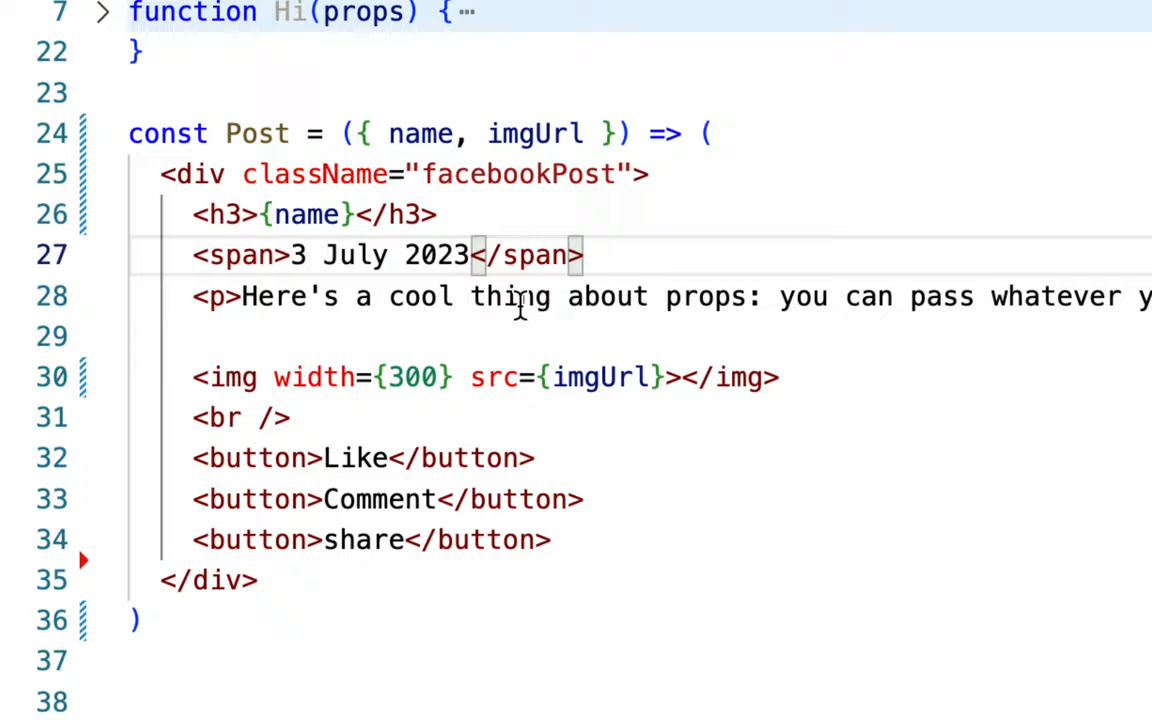 7 > function Hi(props) {⋯
22 }
23
24 const Post = ({ name, imgUrl }) => (
25 <div className="facebookPost">
26 <h3>{name}</h3>
27 <span>3 July 2023</span>
28 <p>Here's a cool thing about props: you can pass whatever y
29
30 <img width={300} src={imgUrl}></img>
31 <br />
32 <button>Like</button>
33 <button>Comment</button>
34 <button>share</button>
35 </div>
36 )
37
38